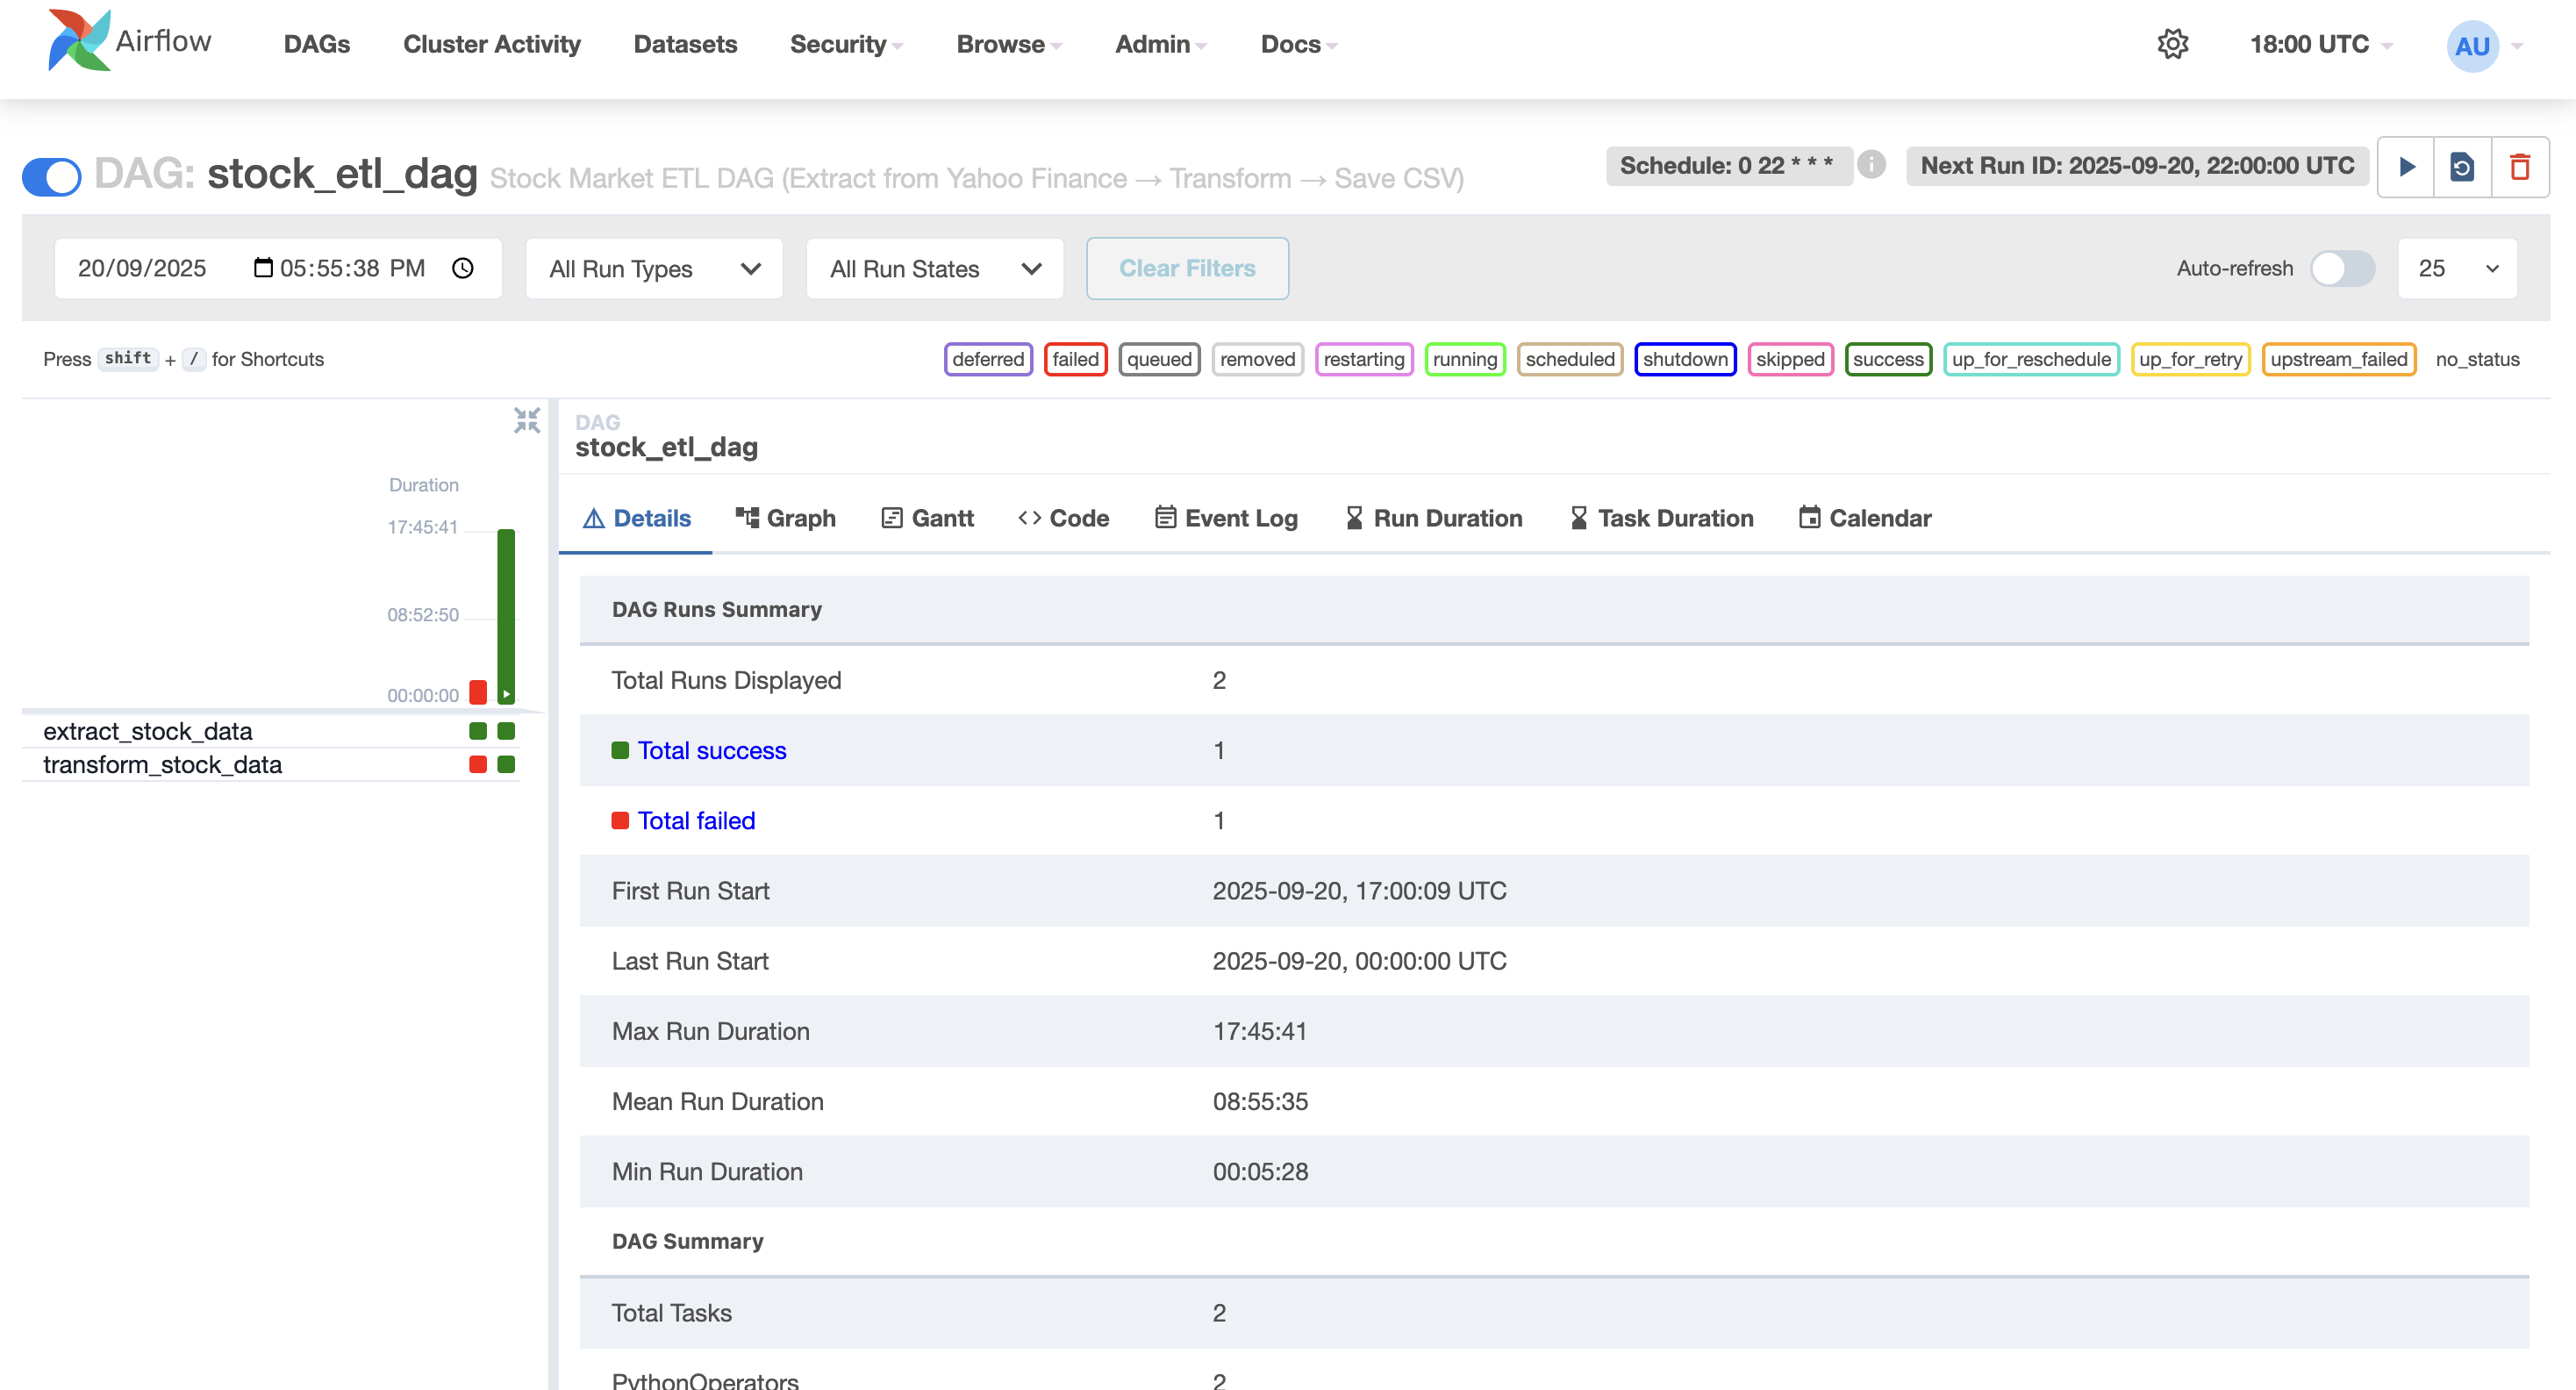 Airflow DAGs Cluster Activity Datasets Security Browse Admin Docs 18:00 UTC AU
DAG: stock_etl_dag Stock Market ETL DAG (Extract from Yahoo Finance → Transform → Save CSV) Schedule: 0 22 * * * i Next Run ID: 2025-09-20, 22:00:00 UTC
20/09/2025 05:55:38 PM All Run Types All Run States Clear Filters Auto-refresh 25
Press shift + / for Shortcuts deferred failed queued removed restarting running scheduled shutdown skipped success up_for_reschedule up_for_retry upstream_failed no_status
Duration
17:45:41
08:52:50
00:00:00
extract_stock_data
transform_stock_data
DAG
stock_etl_dag
Details Graph Gantt Code Event Log Run Duration Task Duration Calendar
DAG Runs Summary
Total Runs Displayed 2
Total success 1
Total failed 1
First Run Start 2025-09-20, 17:00:09 UTC
Last Run Start 2025-09-20, 00:00:00 UTC
Max Run Duration 17:45:41
Mean Run Duration 08:55:35
Min Run Duration 00:05:28
DAG Summary
Total Tasks 2
PythonOperators 2